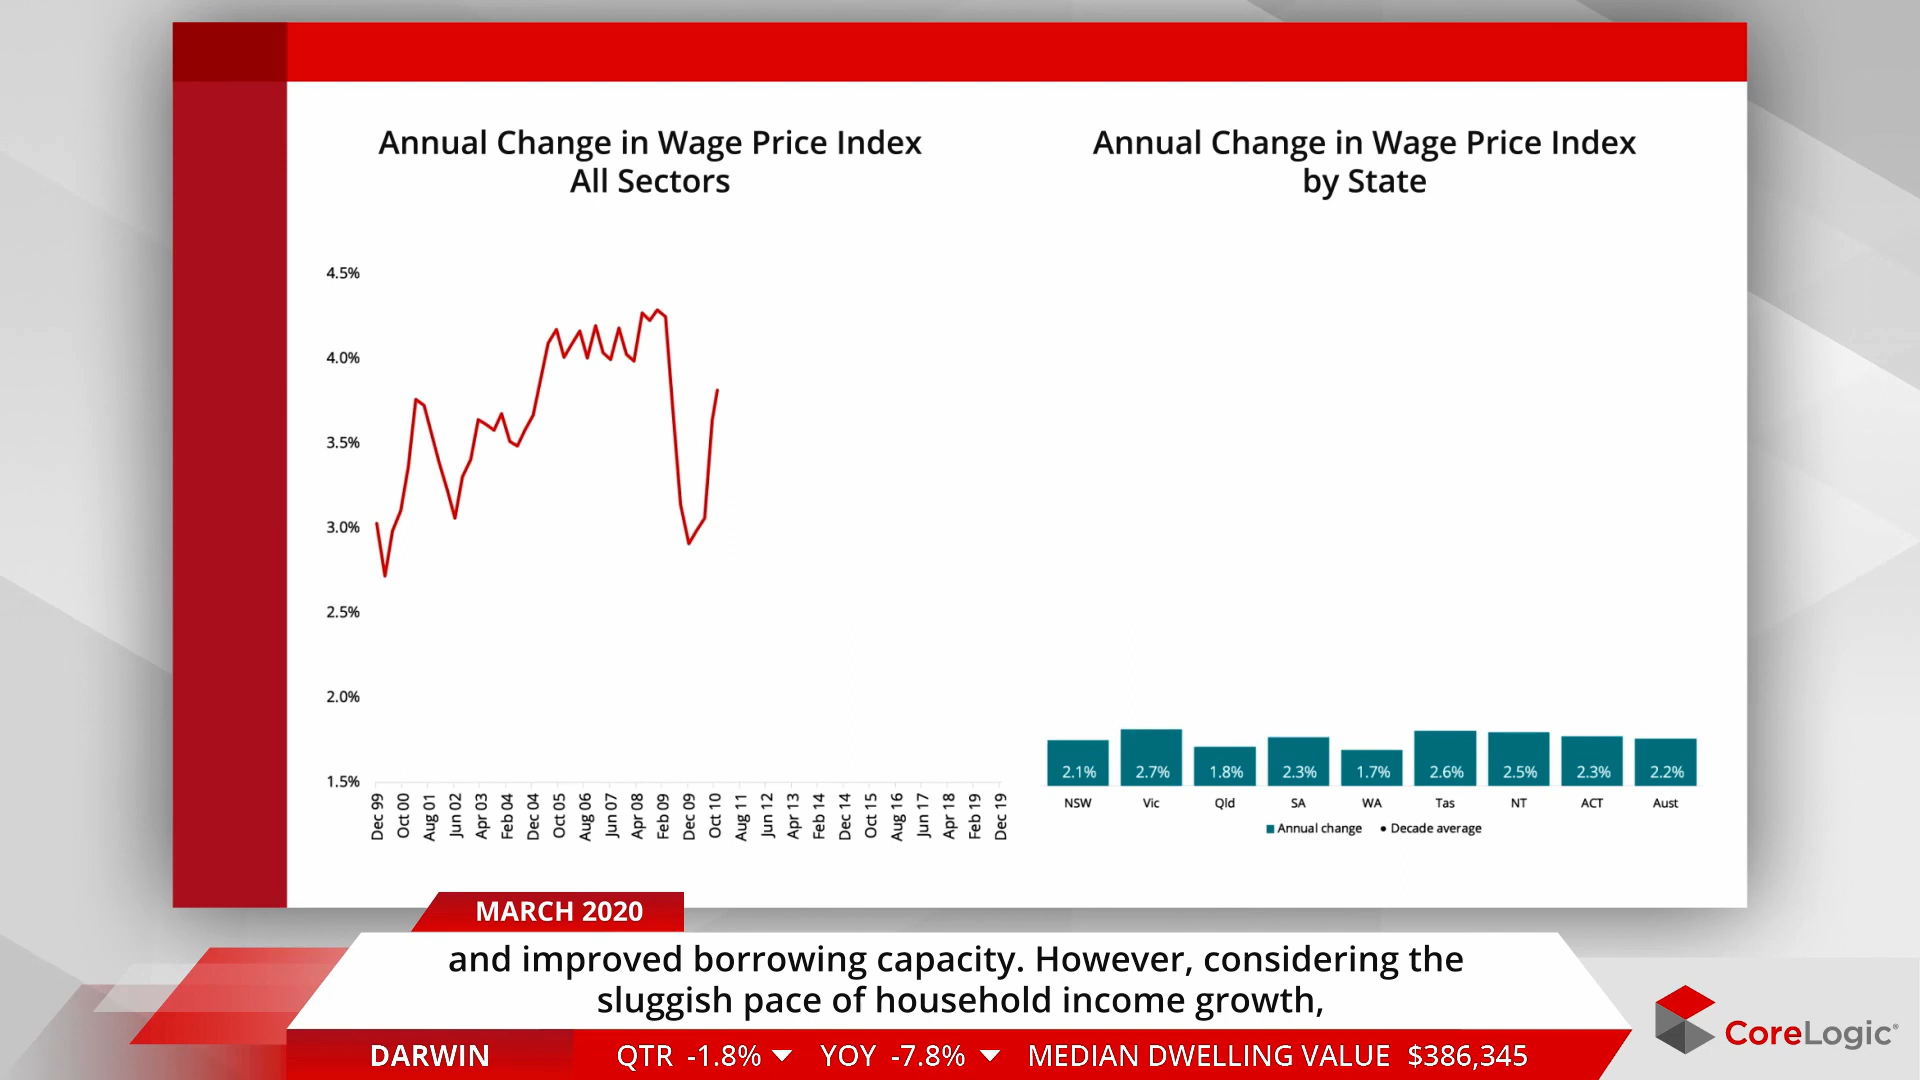 Annual Change in Wage Price Index
All Sectors
4.5%
4.0%
3.5%
3.0%
2.5%
2.0%
1.5%
Dec 99
Oct 00
Aug 01
Jun 02
Apr 03
Feb 04
Dec 04
Oct 05
Aug 06
Jun 07
Apr 08
Feb 09
Dec 09
Oct 10
Aug 11
Jun 12
Apr 13
Feb 14
Dec 14
Oct 15
Aug 16
Jun 17
Apr 18
Feb 19
Dec 19
Annual Change in Wage Price Index
by State
2.1% 2.7% 1.8% 2.3% 1.7% 2.6% 2.5% 2.3% 2.2%
NSW Vic Qld SA WA Tas NT ACT Aust
Annual change Decade average
MARCH 2020
and improved borrowing capacity. However, considering the
sluggish pace of household income growth,
DARWIN QTR -1.8% YOY -7.8% MEDIAN DWELLING VALUE $386,345
CoreLogic®